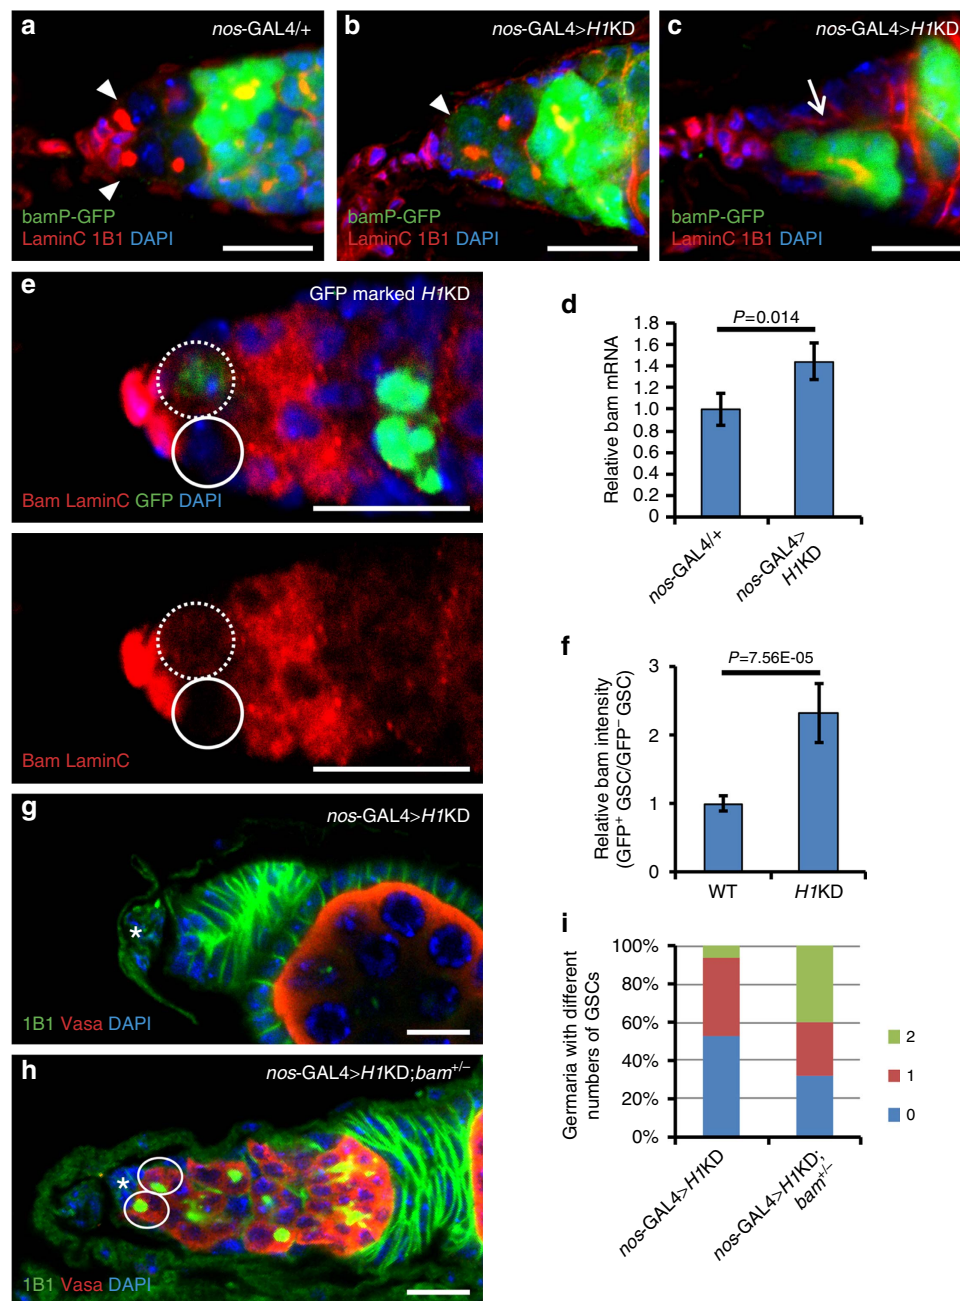 a
nos-GAL4/+
bamP-GFP
LaminC 1B1 DAPI
b
nos-GAL4>H1KD
bamP-GFP
LaminC 1B1 DAPI
c
nos-GAL4>H1KD
bamP-GFP
LaminC 1B1 DAPI
e
GFP marked H1KD
Bam LaminC GFP DAPI
Bam LaminC
d
P=0.014
Relative bam mRNA
1.8
1.6
1.4
1.2
1.0
0.8
0.6
0.4
0.2
0
nos-GAL4/+
nos-GAL4>
H1KD
f
P=7.56E-05
Relative bam intensity
(GFP⁺ GSC/GFP⁻ GSC)
3
2
1
0
WT
H1KD
g
nos-GAL4>H1KD
*
1B1 Vasa DAPI
h
nos-GAL4>H1KD;bam⁺/⁻
*
1B1 Vasa DAPI
i
Germaria with different
numbers of GSCs
100%
80%
60%
40%
20%
0%
2
1
0
nos-GAL4>H1KD
nos-GAL4>H1KD;
bam⁺/⁻